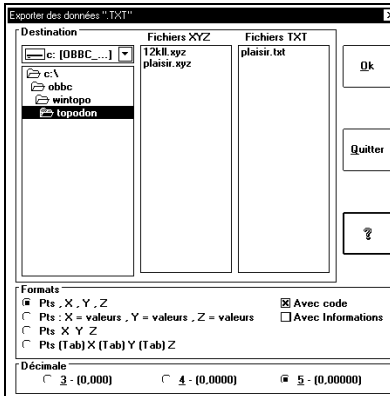 Exporter des données ".TXT"
Destination
Fichiers XYZ
Fichiers TXT
c: [OBBC_...]
c:\
obbc
wintopo
topodon
12kll.xyz
plaisir.xyz
plaisir.txt
Ok
Quitter
?
Formats
Pts , X , Y , Z
Pts : X = valeurs , Y = valeurs , Z = valeurs
Pts X Y Z
Pts (Tab) X (Tab) Y (Tab) Z
Avec code
Avec Informations
Décimale
3 - (0,000)
4 - (0,0000)
5 - (0,00000)